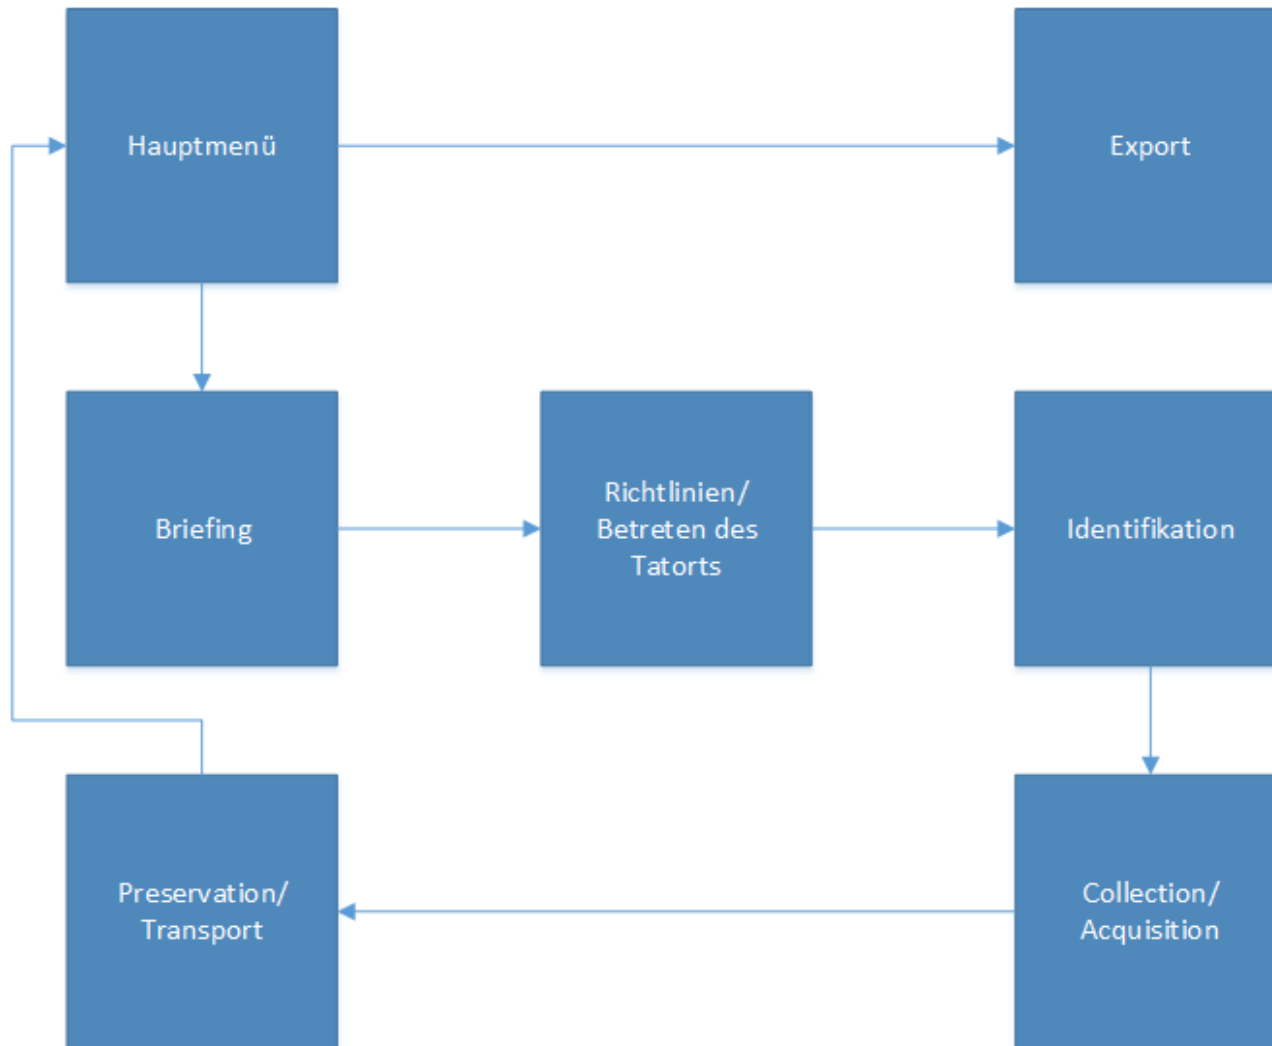 Hauptmenü
Export
Briefing
Richtlinien/
Betreten des
Tatorts
Identifikation
Preservation/
Transport
Collection/
Acquisition